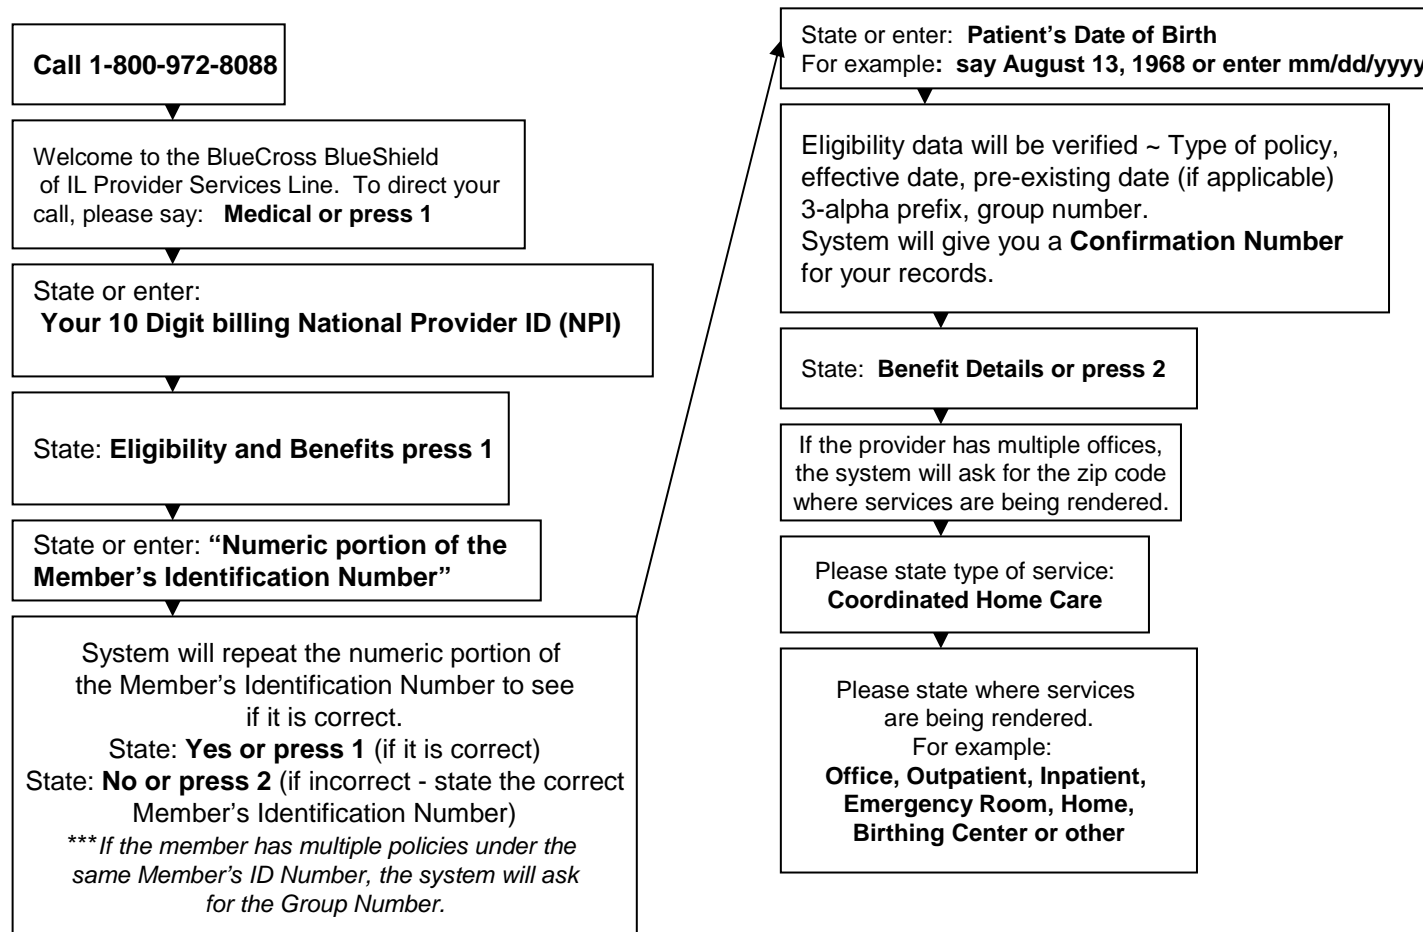 Call 1-800-972-8088
Welcome to the BlueCross BlueShield
of IL Provider Services Line. To direct your
call, please say: Medical or press 1
State or enter:
Your 10 Digit billing National Provider ID (NPI)
State: Eligibility and Benefits press 1
State or enter: “Numeric portion of the
Member’s Identification Number”
System will repeat the numeric portion of
the Member’s Identification Number to see
if it is correct.
State: Yes or press 1 (if it is correct)
State: No or press 2 (if incorrect - state the correct
Member’s Identification Number)
***If the member has multiple policies under the
same Member’s ID Number, the system will ask
for the Group Number.
State or enter: Patient’s Date of Birth
For example: say August 13, 1968 or enter mm/dd/yyyy
Eligibility data will be verified ~ Type of policy,
effective date, pre-existing date (if applicable)
3-alpha prefix, group number.
System will give you a Confirmation Number
for your records.
State: Benefit Details or press 2
If the provider has multiple offices,
the system will ask for the zip code
where services are being rendered.
Please state type of service:
Coordinated Home Care
Please state where services
are being rendered.
For example:
Office, Outpatient, Inpatient,
Emergency Room, Home,
Birthing Center or other